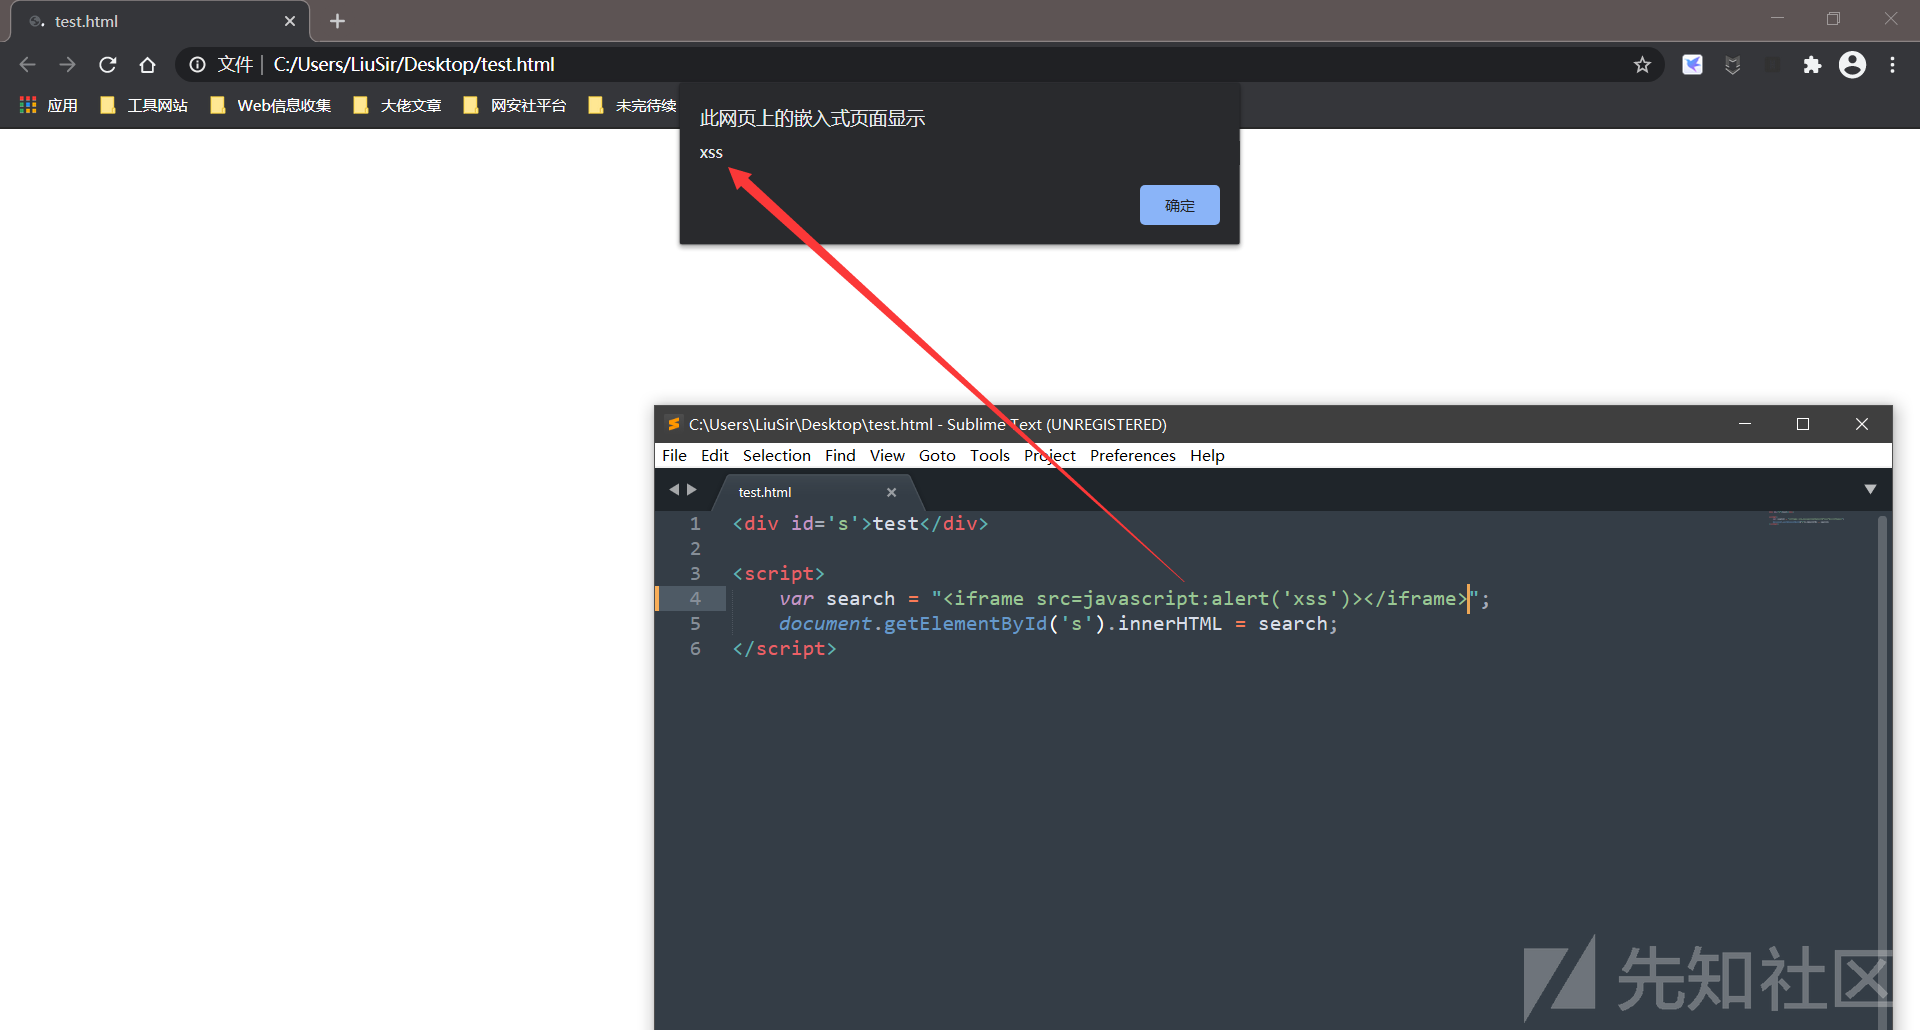 test.html
文件 | C:/Users/LiuSir/Desktop/test.html
应用 工具网站 Web信息收集 大佬文章 网安社平台 未完待续
此网页上的嵌入式页面显示
xss
确定
C:\Users\LiuSir\Desktop\test.html - Sublime Text (UNREGISTERED)
File Edit Selection Find View Goto Tools Project Preferences Help
test.html
1 <div id='s'>test</div>
2
3 <script>
4 var search = "<iframe src=javascript:alert('xss')></iframe>";
5 document.getElementById('s').innerHTML = search;
6 </script>
先知社区